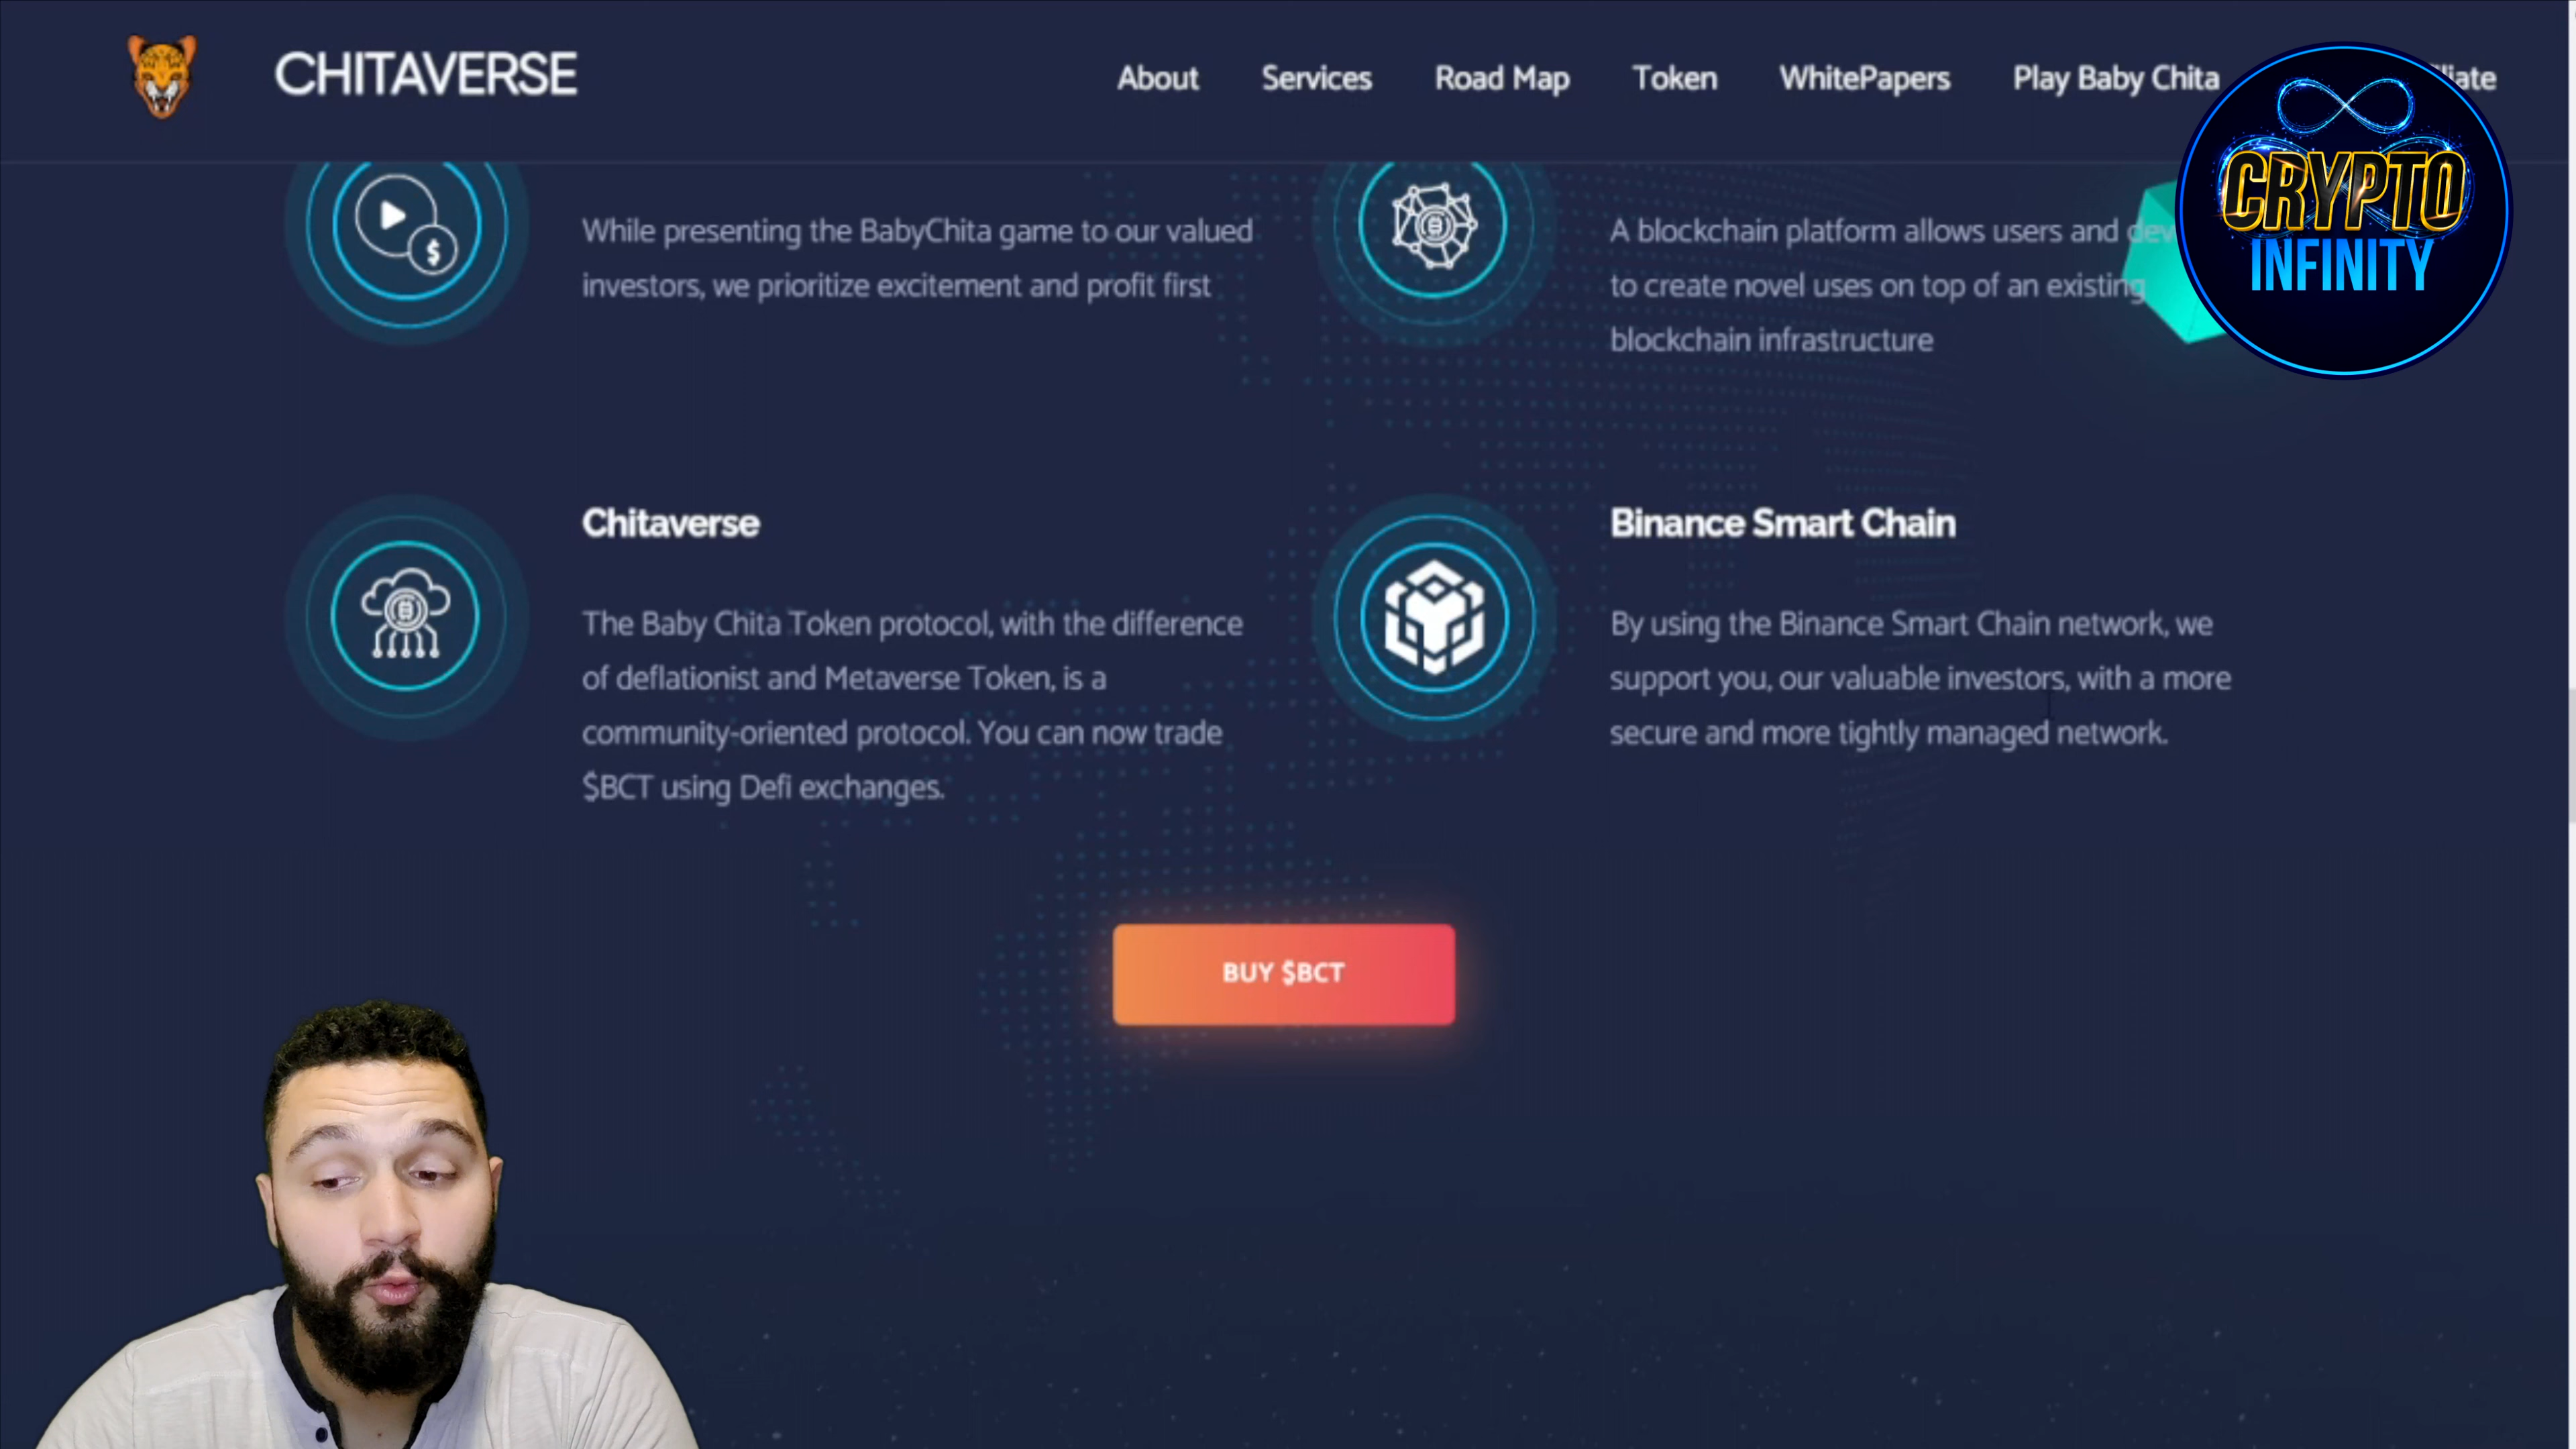 CHITAVERSE
About Services Road Map Token WhitePapers Play Baby Chita
CRYPTO
INFINITY
While presenting the BabyChita game to our valued
investors, we prioritize excitement and profit first
A blockchain platform allows users and dev
to create novel uses on top of an existing
blockchain infrastructure
Chitaverse
The Baby Chita Token protocol, with the difference
of deflationist and Metaverse Token, is a
community-oriented protocol. You can now trade
$BCT using Defi exchanges.
Binance Smart Chain
By using the Binance Smart Chain network, we
support you, our valuable investors, with a more
secure and more tightly managed network.
BUY $BCT